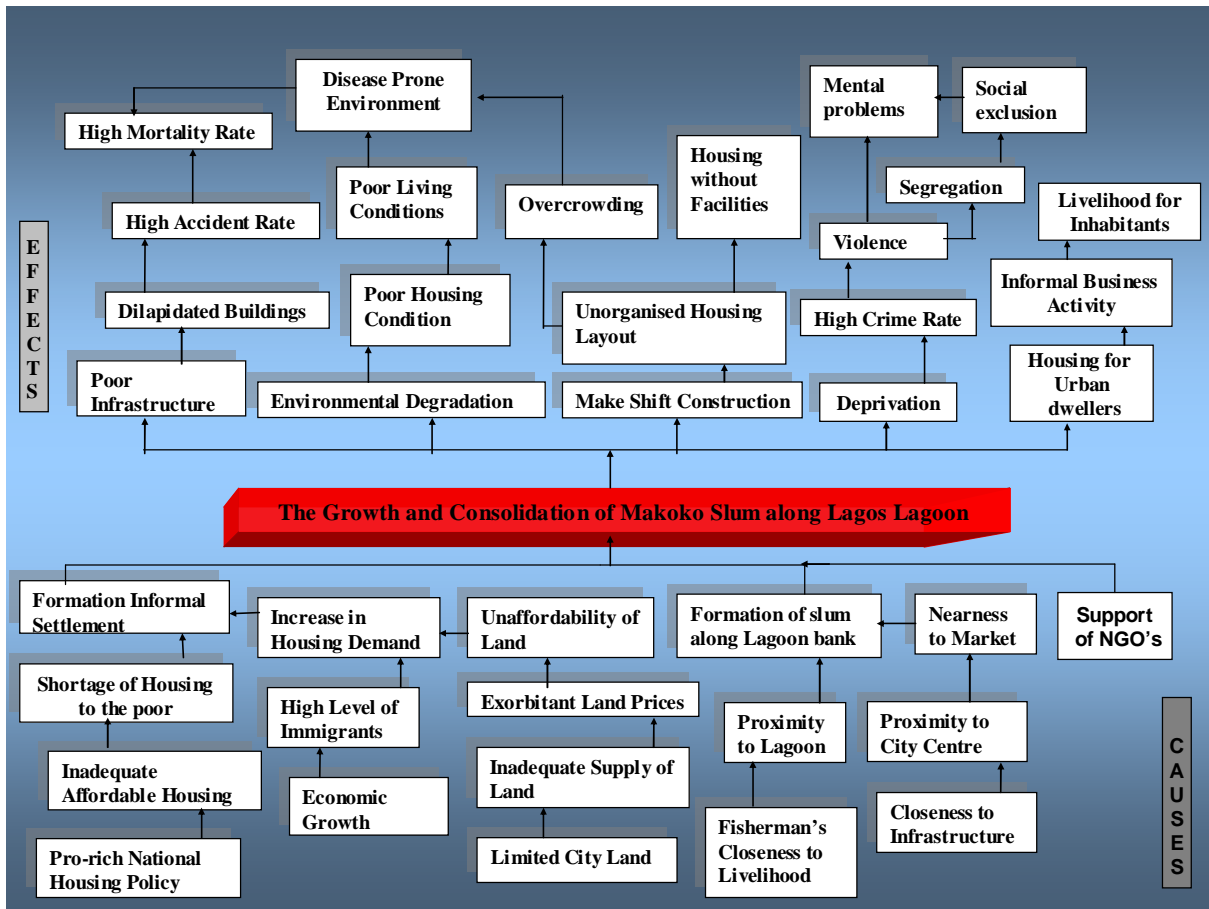 Disease Prone
Environment
Mental
problems
Social
exclusion
High Mortality Rate
Housing
without
Facilities
Poor Living
Conditions
Overcrowding
Segregation
Livelihood for
Inhabitants
High Accident Rate
Violence
E
F
F
E
C
T
S
Dilapidated Buildings
Poor Housing
Condition
Unorganised Housing
Layout
High Crime Rate
Informal Business
Activity
Poor
Infrastructure
Environmental Degradation
Make Shift Construction
Deprivation
Housing for
Urban
dwellers
The Growth and Consolidation of Makoko Slum along Lagos Lagoon
Formation Informal
Settlement
Increase in
Housing Demand
Unaffordability of
Land
Formation of slum
along Lagoon bank
Nearness
to Market
Support
of NGO's
Shortage of Housing
to the poor
High Level of
Immigrants
Exorbitant Land Prices
Proximity
to Lagoon
Proximity to
City Centre
C
A
U
S
E
S
Inadequate
Affordable Housing
Economic
Growth
Inadequate Supply of
Land
Fisherman's
Closeness to
Livelihood
Closeness to
Infrastructure
Pro-rich National
Housing Policy
Limited City Land